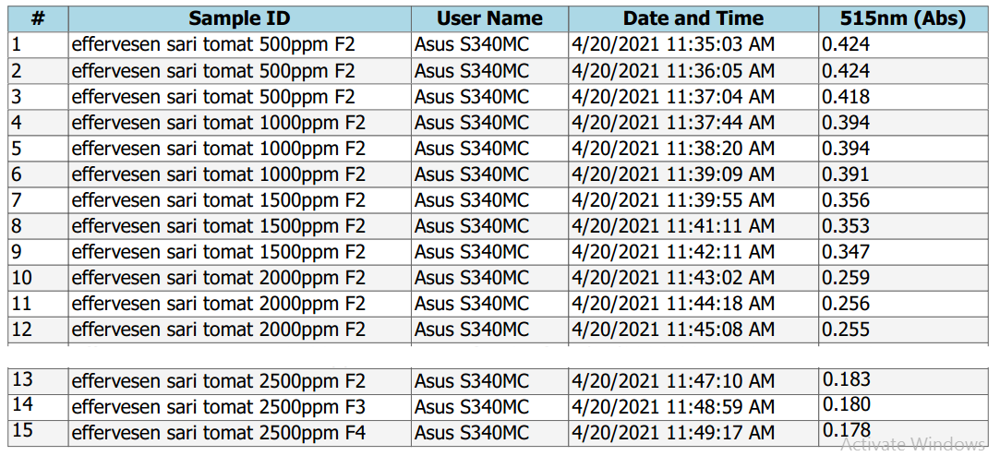 # Sample ID User Name Date and Time 515nm (Abs)
1 effervesen sari tomat 500ppm F2 Asus S340MC 4/20/2021 11:35:03 AM 0.424
2 effervesen sari tomat 500ppm F2 Asus S340MC 4/20/2021 11:36:05 AM 0.424
3 effervesen sari tomat 500ppm F2 Asus S340MC 4/20/2021 11:37:04 AM 0.418
4 effervesen sari tomat 1000ppm F2 Asus S340MC 4/20/2021 11:37:44 AM 0.394
5 effervesen sari tomat 1000ppm F2 Asus S340MC 4/20/2021 11:38:20 AM 0.394
6 effervesen sari tomat 1000ppm F2 Asus S340MC 4/20/2021 11:39:09 AM 0.391
7 effervesen sari tomat 1500ppm F2 Asus S340MC 4/20/2021 11:39:55 AM 0.356
8 effervesen sari tomat 1500ppm F2 Asus S340MC 4/20/2021 11:41:11 AM 0.353
9 effervesen sari tomat 1500ppm F2 Asus S340MC 4/20/2021 11:42:11 AM 0.347
10 effervesen sari tomat 2000ppm F2 Asus S340MC 4/20/2021 11:43:02 AM 0.259
11 effervesen sari tomat 2000ppm F2 Asus S340MC 4/20/2021 11:44:18 AM 0.256
12 effervesen sari tomat 2000ppm F2 Asus S340MC 4/20/2021 11:45:08 AM 0.255
13 effervesen sari tomat 2500ppm F2 Asus S340MC 4/20/2021 11:47:10 AM 0.183
14 effervesen sari tomat 2500ppm F3 Asus S340MC 4/20/2021 11:48:59 AM 0.180
15 effervesen sari tomat 2500ppm F4 Asus S340MC 4/20/2021 11:49:17 AM 0.178
Activate Windows